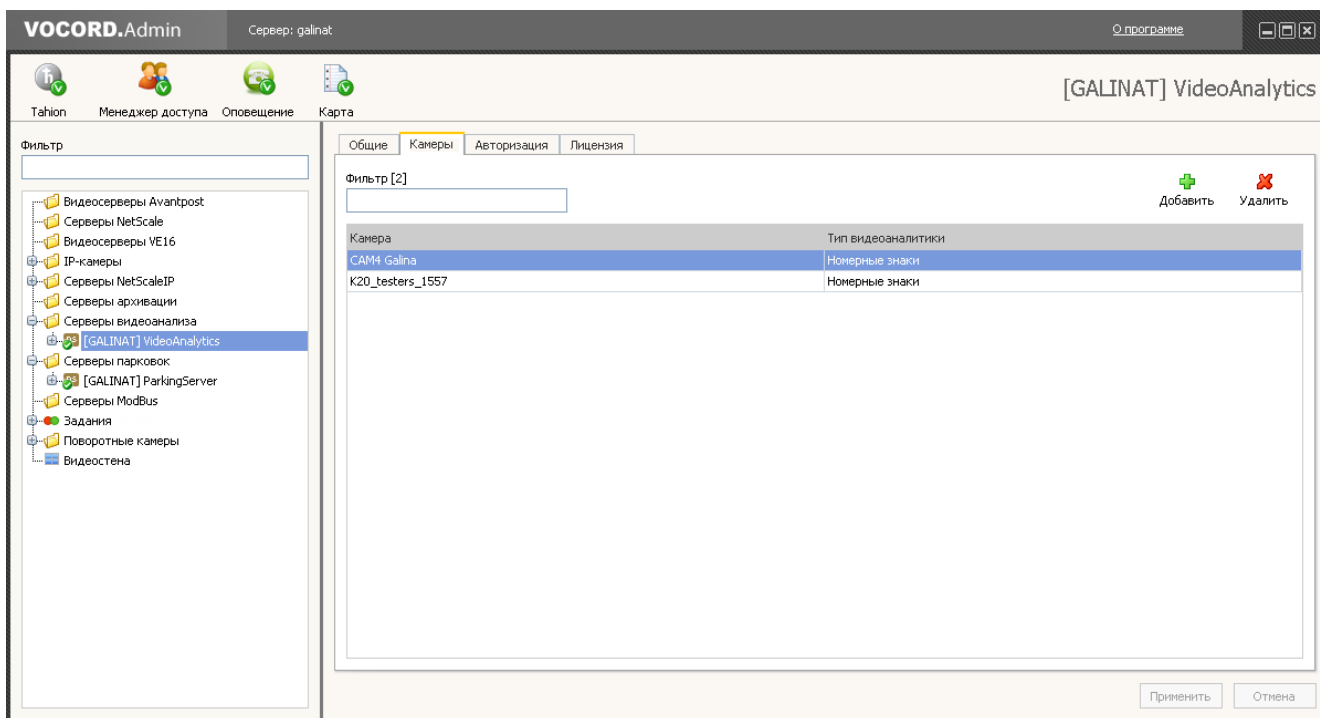 VOCORD.Admin Сервер: galinat О программе
Tahion Менеджер доступа Оповещение Карта
[GALINAT] VideoAnalytics
Фильтр
Видеосерверы Avantpost
Серверы NetScale
Видеосерверы VE16
IP-камеры
Серверы NetScaleIP
Серверы архивации
Серверы видеоанализа
[GALINAT] VideoAnalytics
Серверы парковок
[GALINAT] ParkingServer
Серверы ModBus
Задания
Поворотные камеры
Видеостена
Общие Камеры Авторизация Лицензия
Фильтр [2]
Добавить Удалить
Камера Тип видеоаналитики
CAM4 Galina Номерные знаки
K20_testers_1557 Номерные знаки
Применить Отмена